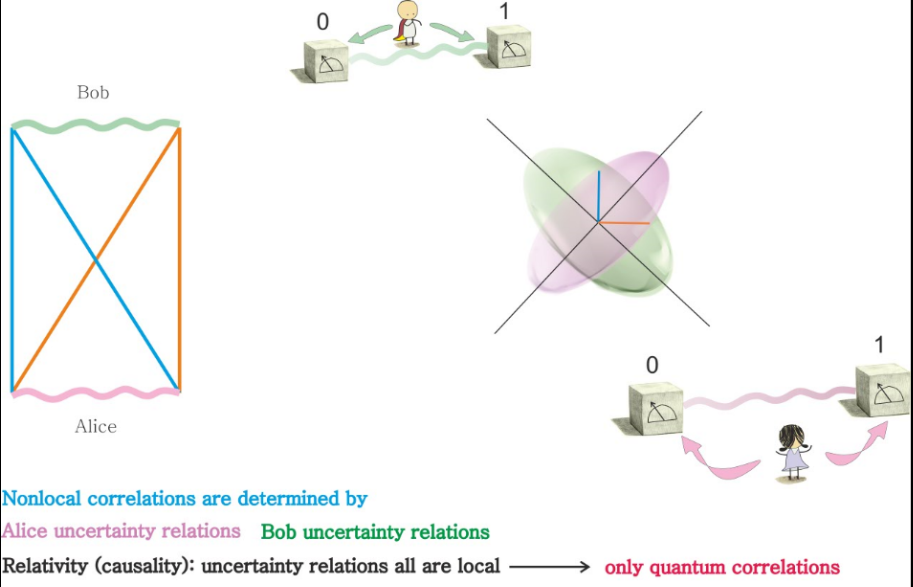 0
1
Bob
Alice
0
1
Nonlocal correlations are determined by
Alice uncertainty relations Bob uncertainty relations
Relativity (causality): uncertainty relations all are local ⟶ only quantum correlations